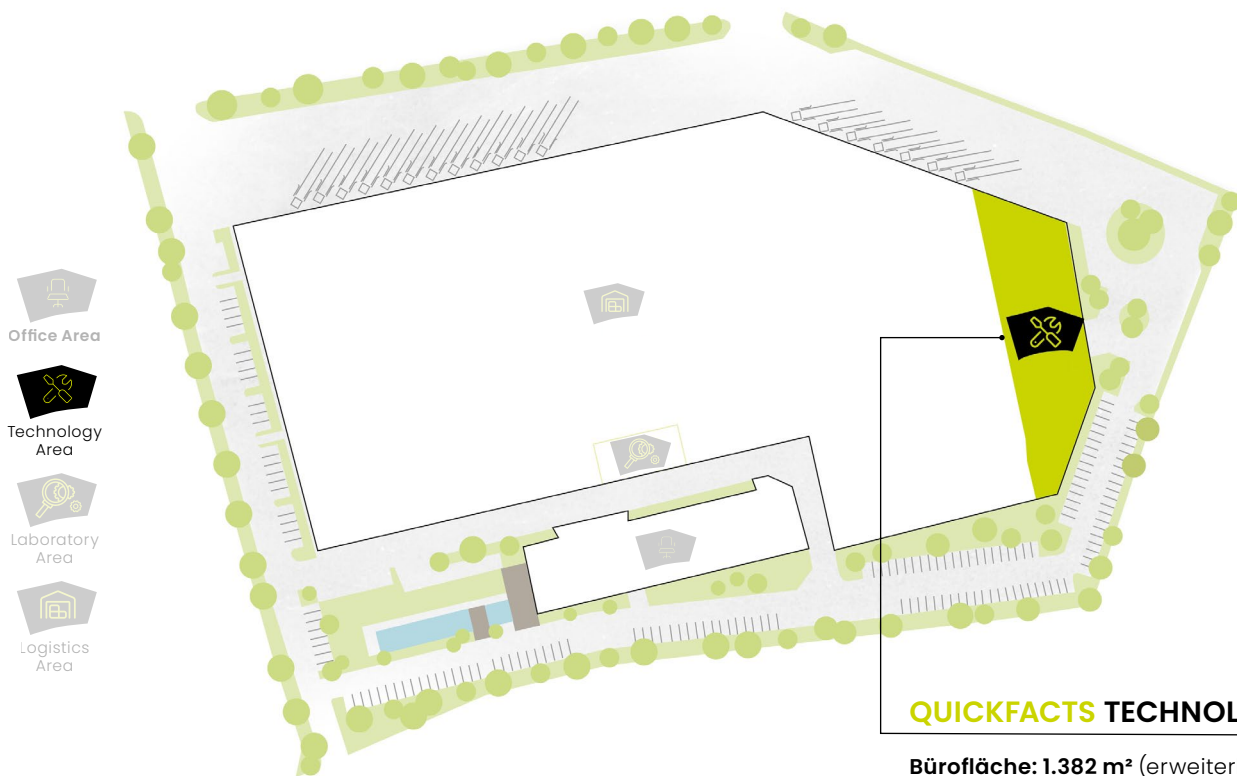 Office Area
Technology
Area
Laboratory
Area
Logistics
Area
QUICKFACTS TECHNOL
Bürofläche: 1.382 m² (erweiter